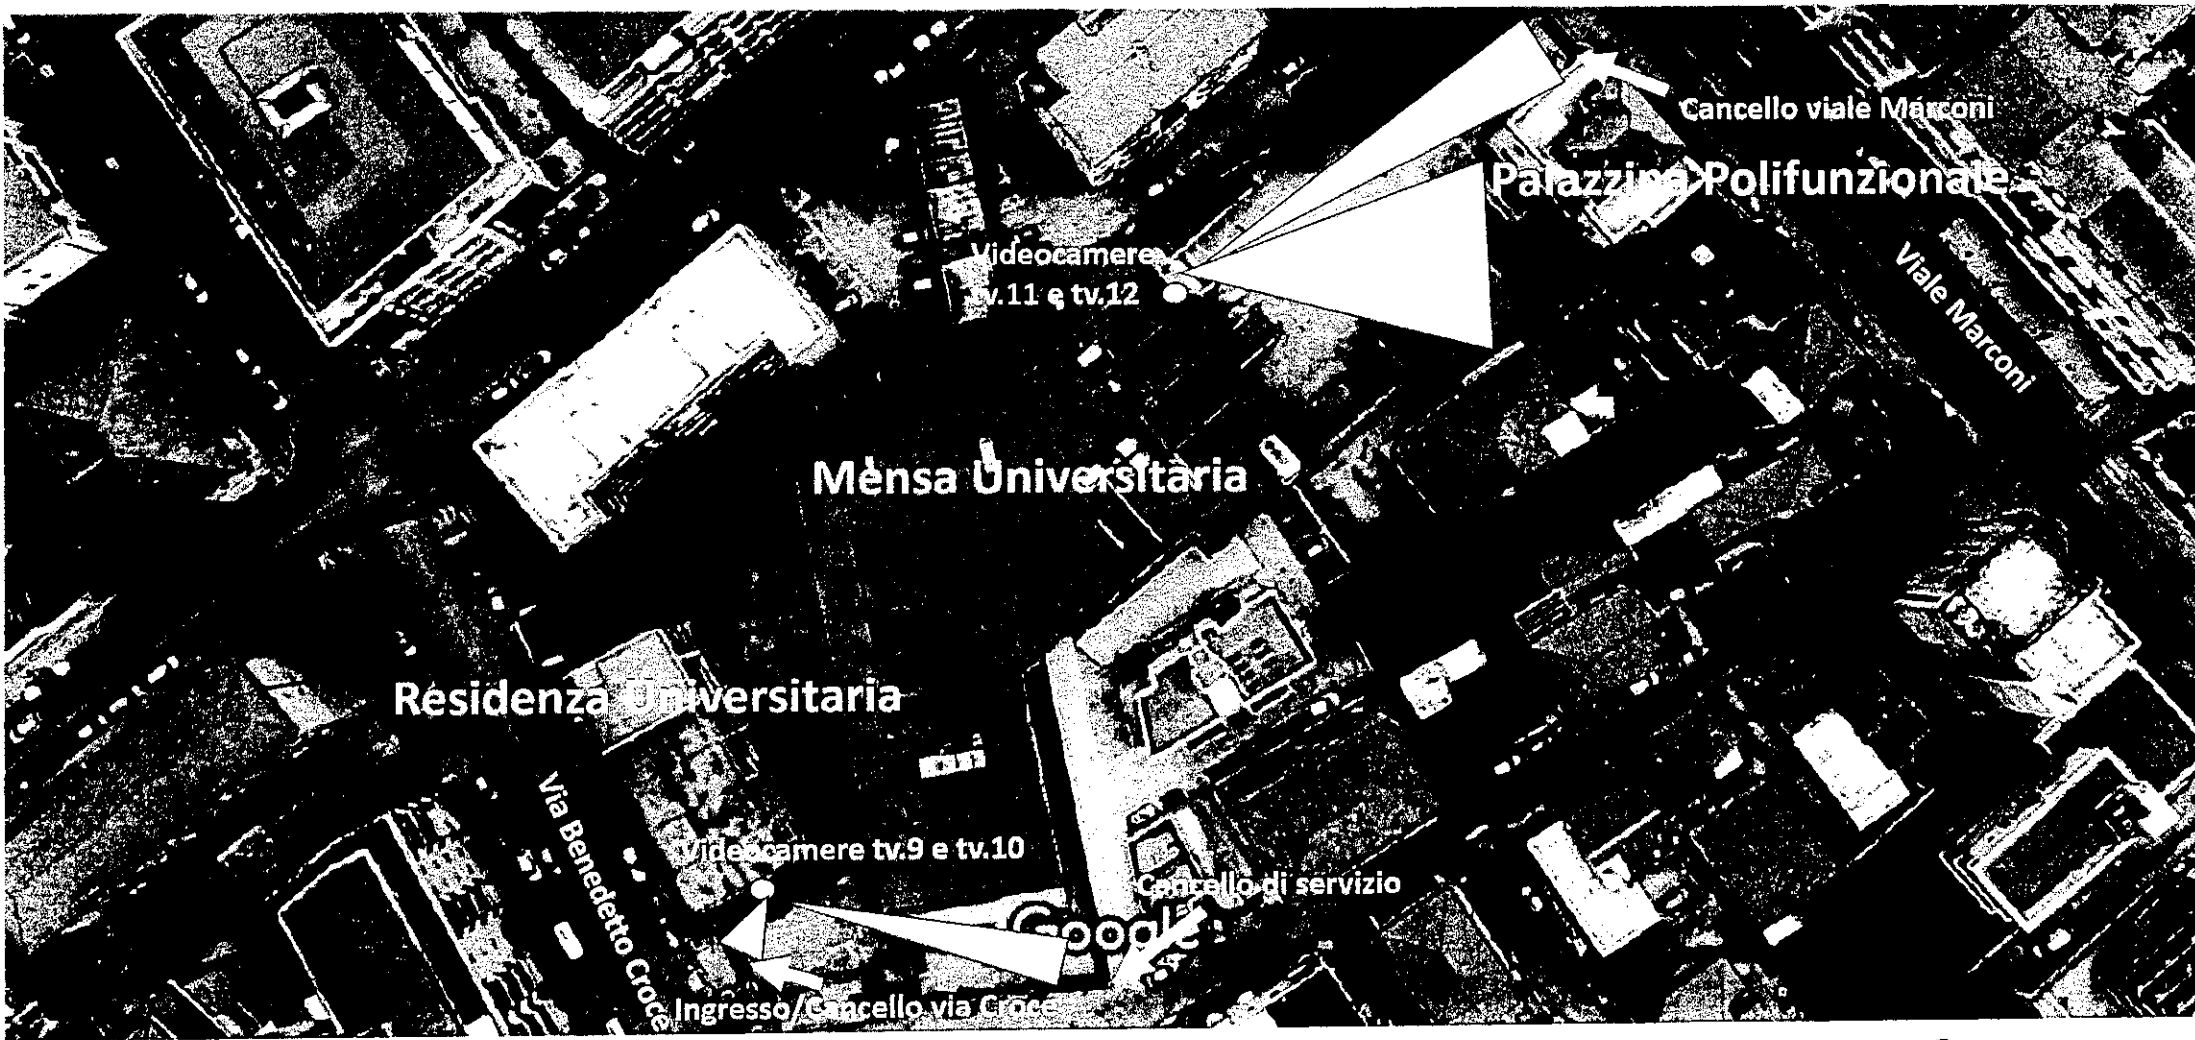 Cancello viale Marconi
Palazzina Polifunzionale
Videocamere
tv.11 e tv.12
Viale Marconi
Mensa Universitaria
Residenza Universitaria
Via Benedetto Croce
Videocamere tv.9 e tv.10
Cancello di servizio
Google
Ingresso/Cancello via Croce